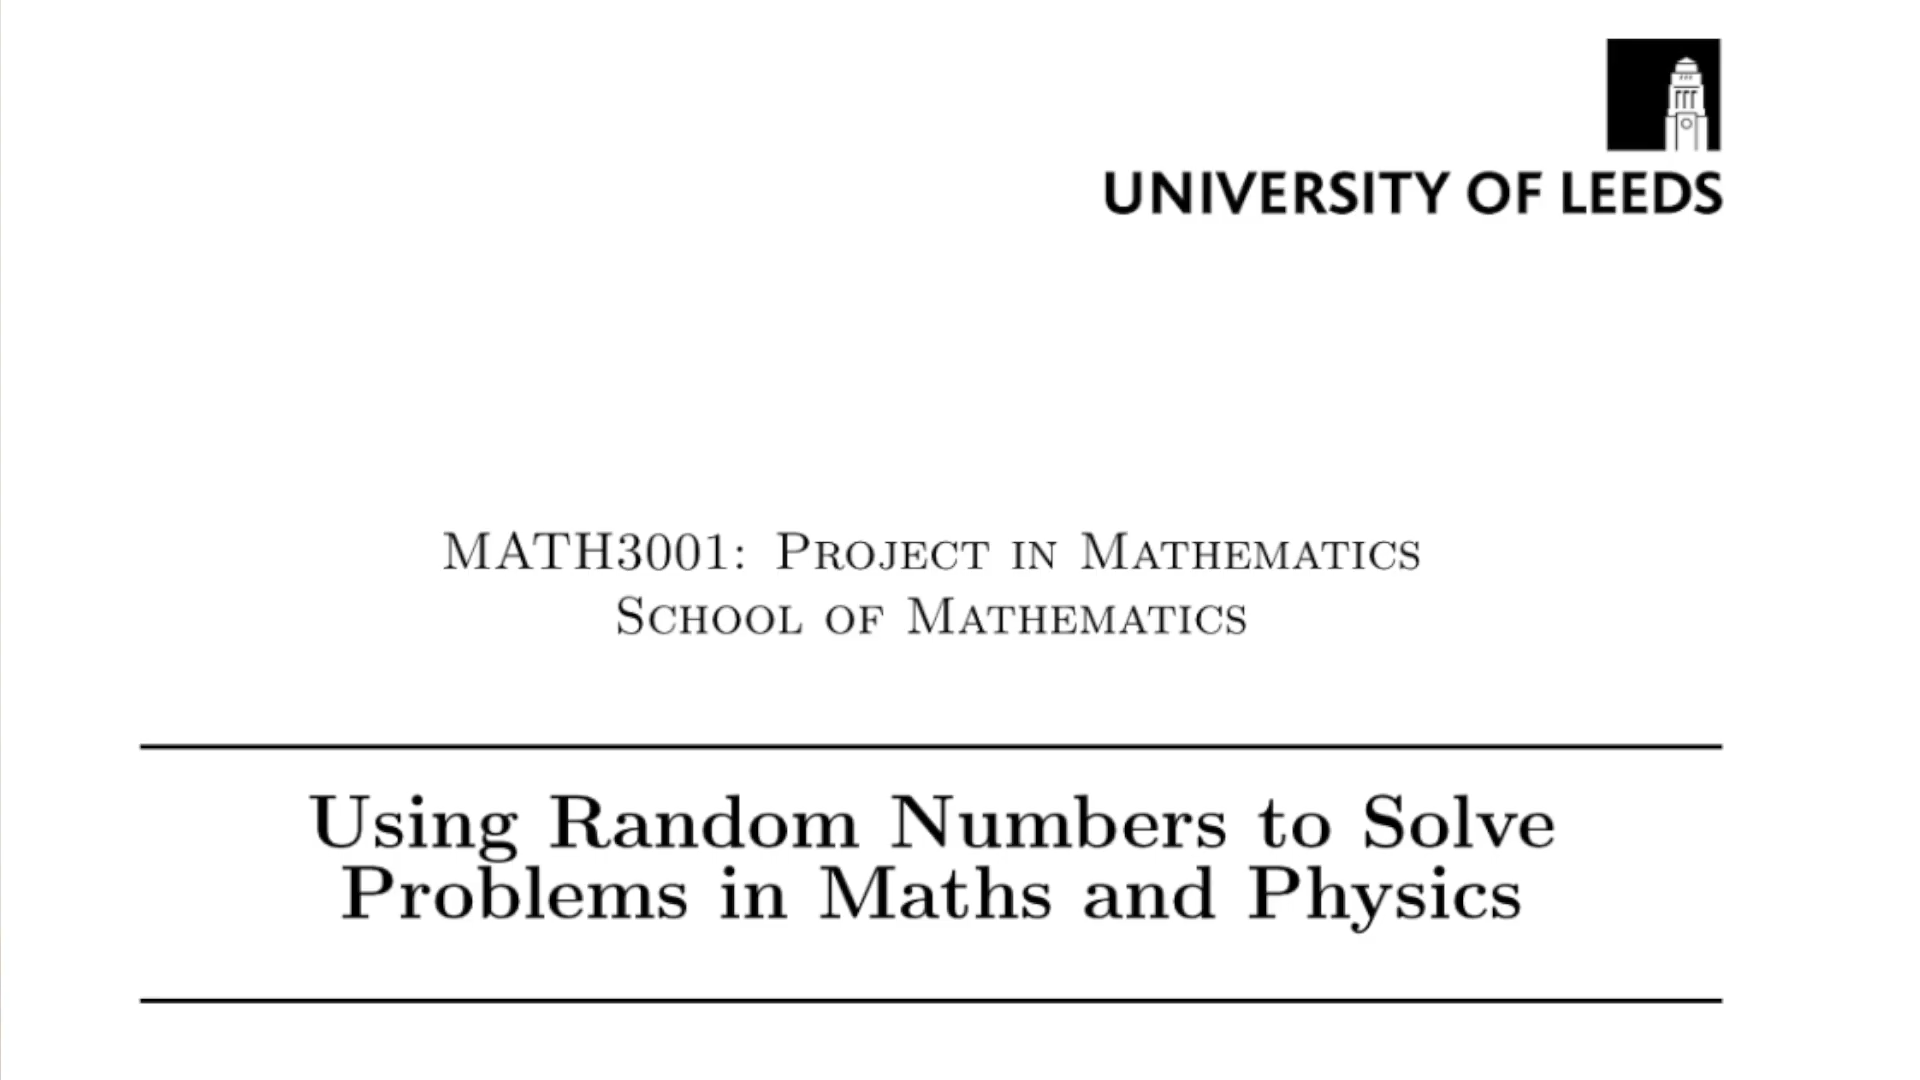 UNIVERSITY OF LEEDS
MATH3001: Project in Mathematics
School of Mathematics
Using Random Numbers to Solve
Problems in Maths and Physics